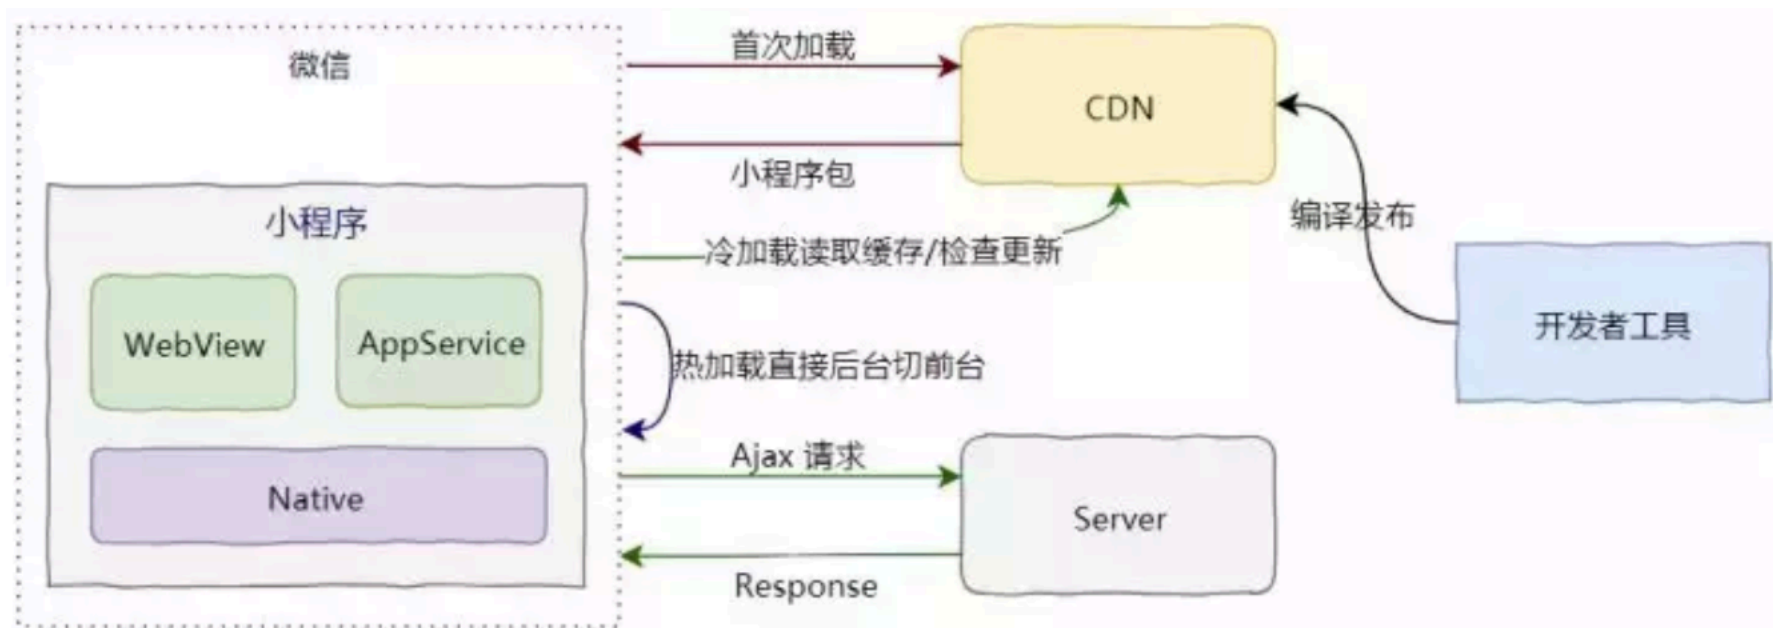 微信
首次加载
CDN
小程序包
小程序
编译发布
冷加载读取缓存/检查更新
开发者工具
WebView
AppService
热加载直接后台切前台
Ajax 请求
Native
Server
Response